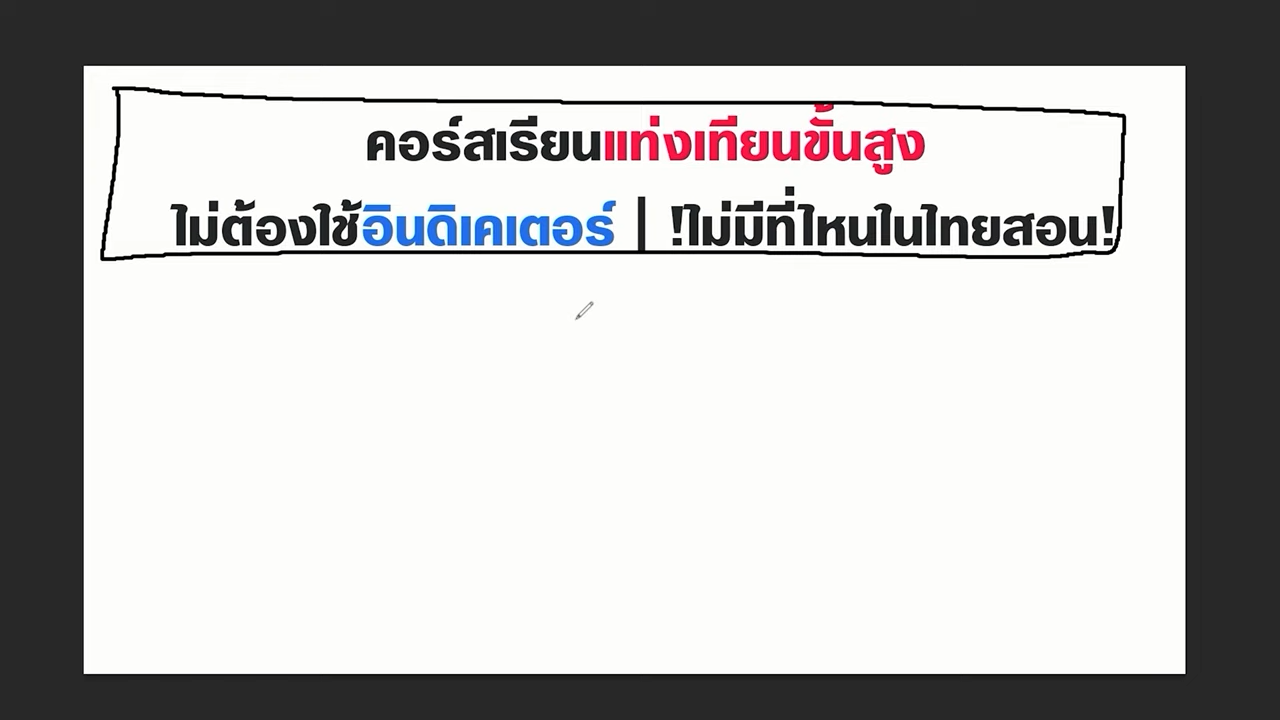 คอร์สเรียนแท่งเทียนขั้นสูง
ไม่ต้องใช้อินดิเคเตอร์ | !ไม่มีที่ไหนในไทยสอน!